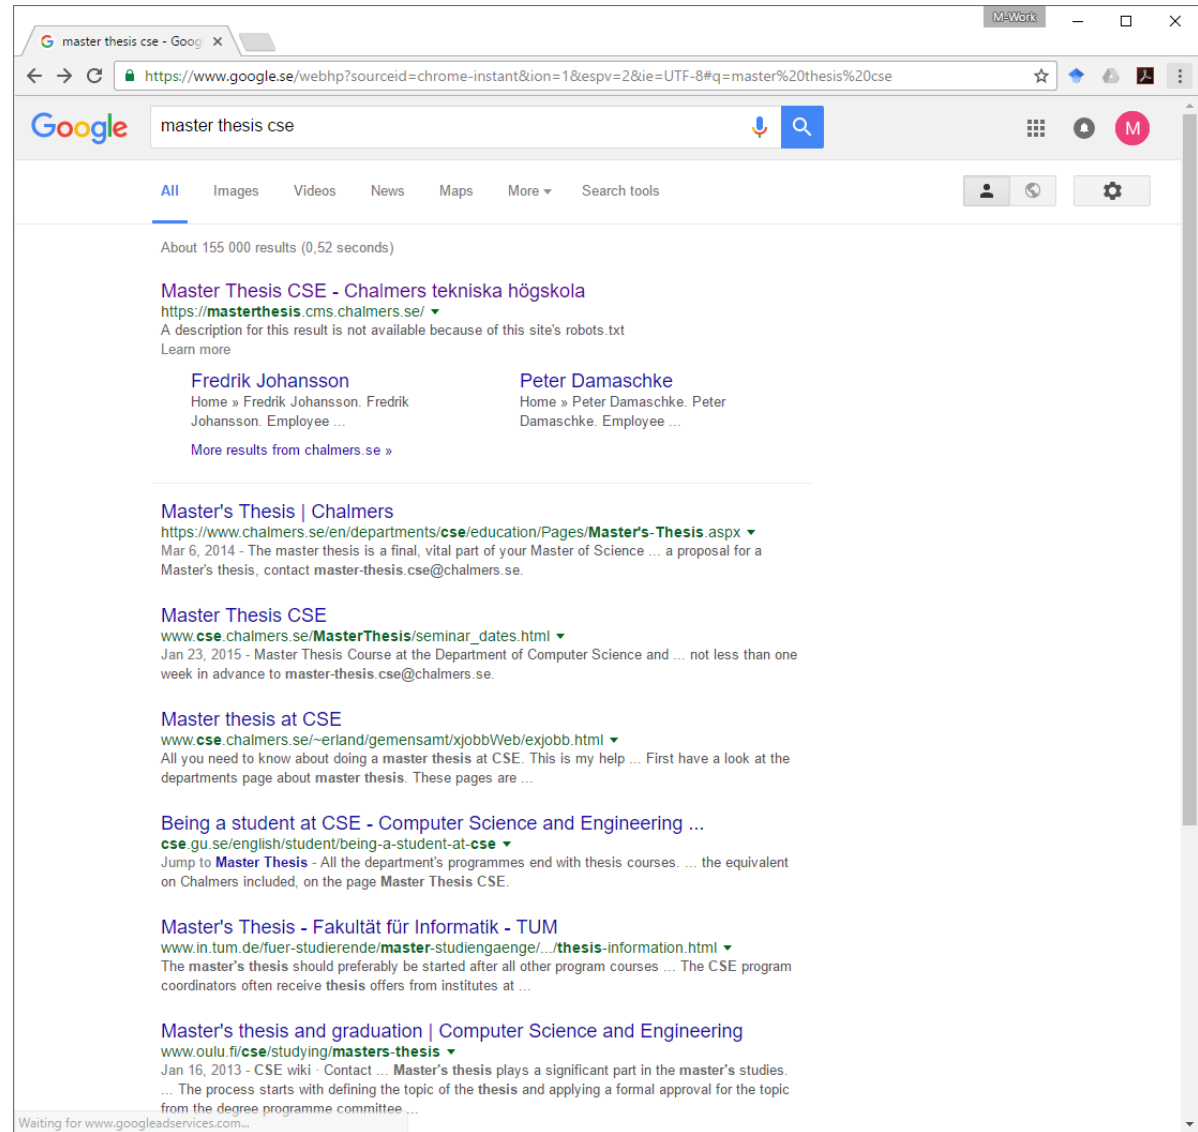 M-Work
master thesis cse - Goog
https://www.google.se/webhp?sourceid=chrome-instant&ion=1&espv=2&ie=UTF-8#q=master%20thesis%20cse
Google
master thesis cse
M
All Images Videos News Maps More Search tools
About 155 000 results (0,52 seconds)
Master Thesis CSE - Chalmers tekniska högskola
https://masterthesis.cms.chalmers.se/
A description for this result is not available because of this site's robots.txt
Learn more
Fredrik Johansson
Home » Fredrik Johansson. Fredrik
Johansson. Employee ...
Peter Damaschke
Home » Peter Damaschke. Peter
Damaschke. Employee ...
More results from chalmers.se »
Master's Thesis | Chalmers
https://www.chalmers.se/en/departments/cse/education/Pages/Master's-Thesis.aspx
Mar 6, 2014 - The master thesis is a final, vital part of your Master of Science ... a proposal for a
Master's thesis, contact master-thesis.cse@chalmers.se.
Master Thesis CSE
www.cse.chalmers.se/MasterThesis/seminar_dates.html
Jan 23, 2015 - Master Thesis Course at the Department of Computer Science and ... not less than one
week in advance to master-thesis.cse@chalmers.se.
Master thesis at CSE
www.cse.chalmers.se/~erland/gemensamt/xjobbWeb/exjobb.html
All you need to know about doing a master thesis at CSE. This is my help ... First have a look at the
departments page about master thesis. These pages are ...
Being a student at CSE - Computer Science and Engineering ...
cse.gu.se/english/student/being-a-student-at-cse
Jump to Master Thesis - All the department's programmes end with thesis courses. ... the equivalent
on Chalmers included, on the page Master Thesis CSE.
Master's Thesis - Fakultät für Informatik - TUM
www.in.tum.de/fuer-studierende/master-studiengaenge/.../thesis-information.html
The master's thesis should preferably be started after all other program courses ... The CSE program
coordinators often receive thesis offers from institutes at ...
Master's thesis and graduation | Computer Science and Engineering
www.oulu.fi/cse/studying/masters-thesis
Jan 16, 2013 - CSE wiki · Contact ... Master's thesis plays a significant part in the master's studies.
... The process starts with defining the topic of the thesis and applying a formal approval for the topic
from the degree programme committee ...
Waiting for www.googleadservices.com...